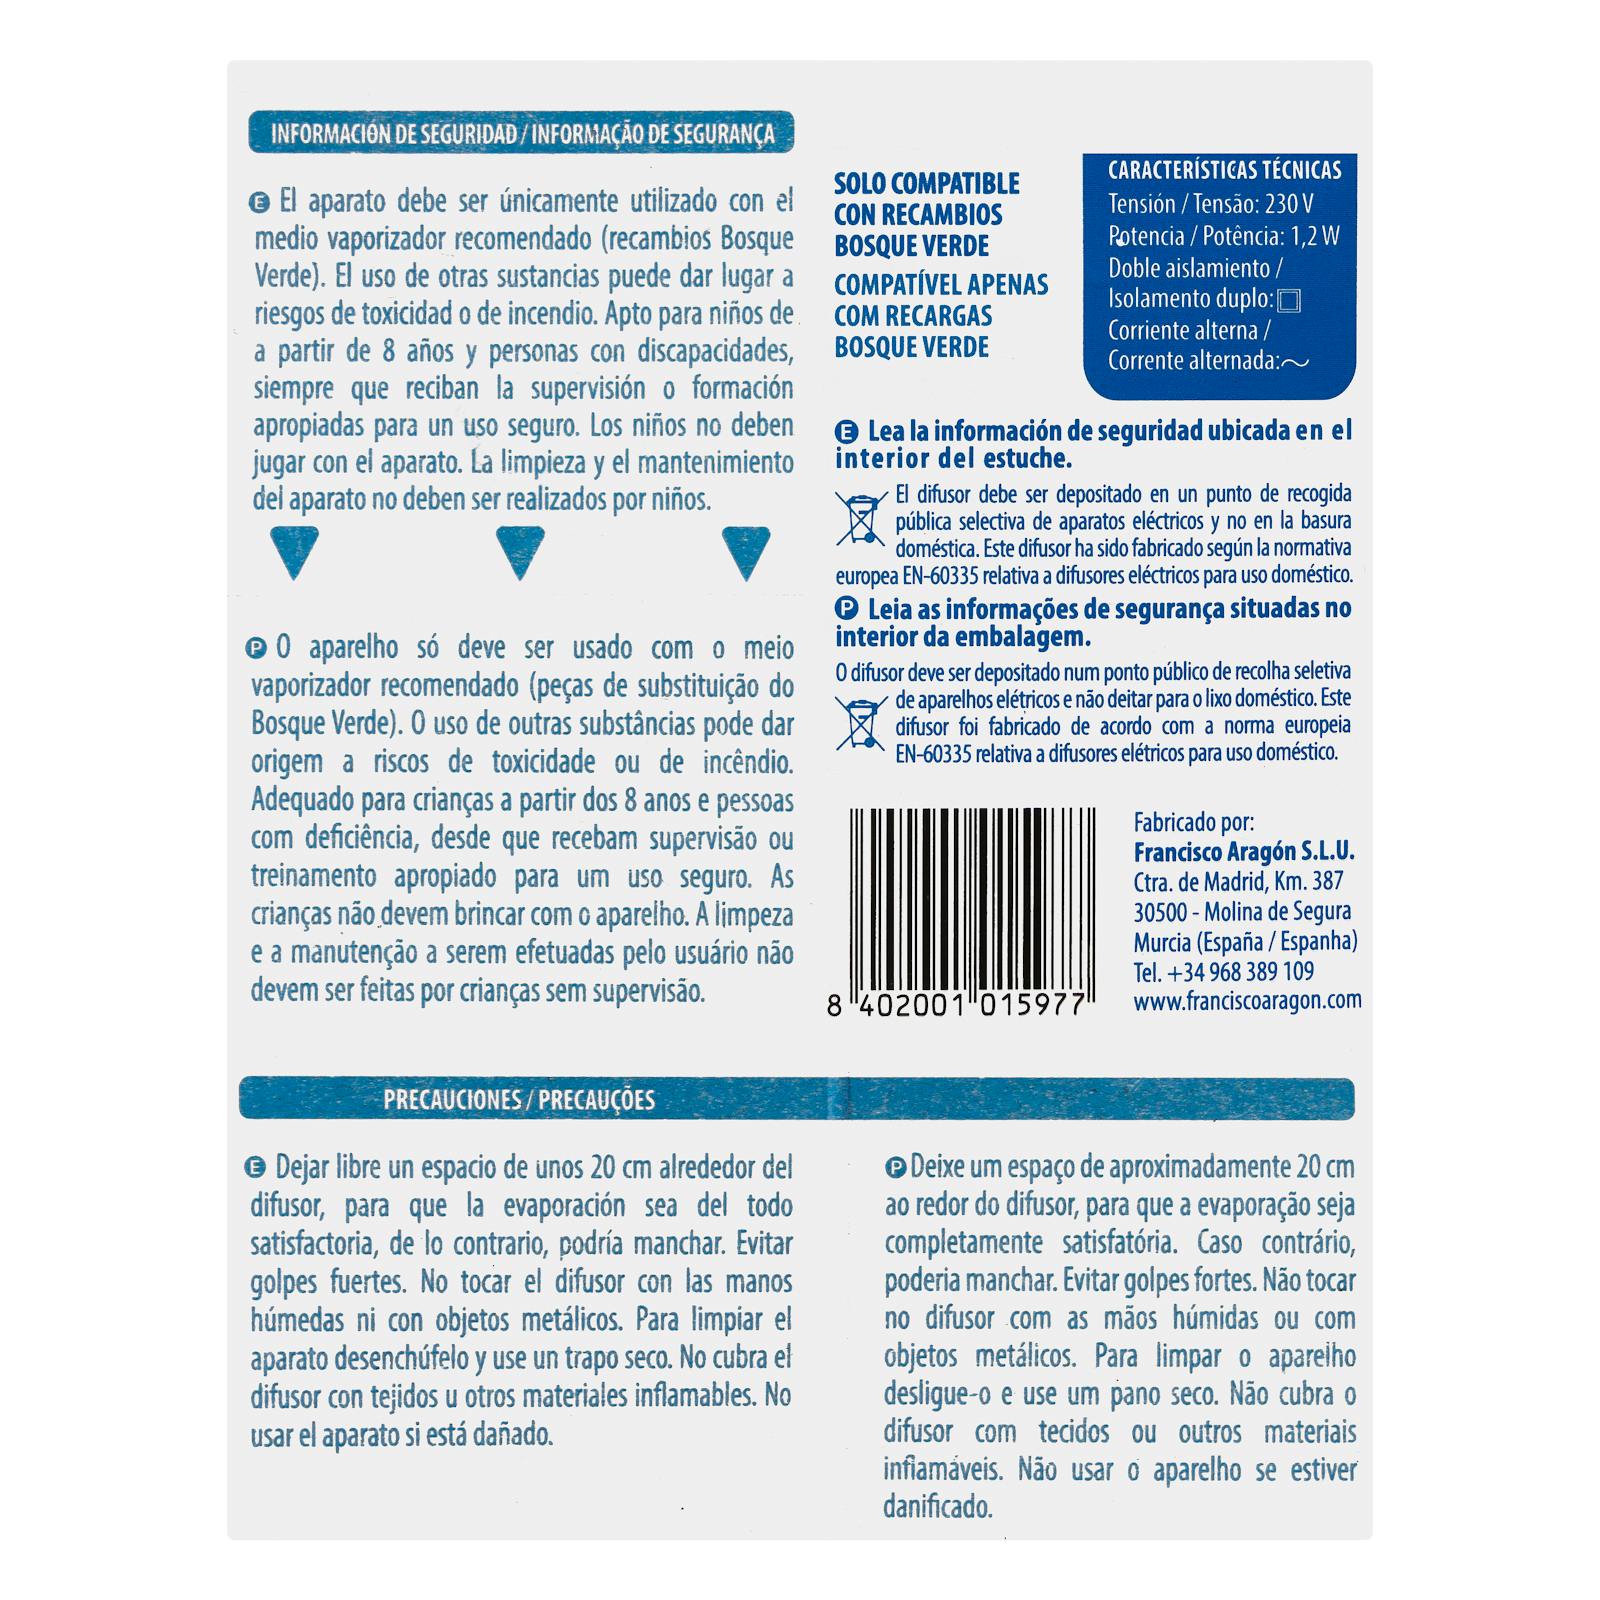 INFORMACIÓN DE SEGURIDAD / INFORMAÇÃO DE SEGURANÇA
E El aparato debe ser únicamente utilizado con el
medio vaporizador recomendado (recambios Bosque
Verde). El uso de otras sustancias puede dar lugar a
riesgos de toxicidad o de incendio. Apto para niños de
a partir de 8 años y personas con discapacidades,
siempre que reciban la supervisión o formación
apropiadas para un uso seguro. Los niños no deben
jugar con el aparato. La limpieza y el mantenimiento
del aparato no deben ser realizados por niños.
P O aparelho só deve ser usado com o meio
vaporizador recomendado (peças de substituição do
Bosque Verde). O uso de outras substâncias pode dar
origem a riscos de toxicidade ou de incêndio.
Adequado para crianças a partir dos 8 anos e pessoas
com deficiência, desde que recebam supervisão ou
treinamento apropiado para um uso seguro. As
crianças não devem brincar com o aparelho. A limpeza
e a manutenção a serem efetuadas pelo usuário não
devem ser feitas por crianças sem supervisão.
SOLO COMPATIBLE
CON RECAMBIOS
BOSQUE VERDE
COMPATÍVEL APENAS
COM RECARGAS
BOSQUE VERDE
CARACTERÍSTICAS TÉCNICAS
Tensión / Tensão: 230 V
Potencia / Potência: 1,2 W
Doble aislamiento /
Isolamento duplo:
Corriente alterna /
Corrente alternada: ~
E Lea la información de seguridad ubicada en el
interior del estuche.
El difusor debe ser depositado en un punto de recogida
pública selectiva de aparatos eléctricos y no en la basura
doméstica. Este difusor ha sido fabricado según la normativa
europea EN-60335 relativa a difusores eléctricos para uso doméstico.
P Leia as informações de segurança situadas no
interior da embalagem.
O difusor deve ser depositado num ponto público de recolha seletiva
de aparelhos elétricos e não deitar para o lixo doméstico. Este
difusor foi fabricado de acordo com a norma europeia
EN-60335 relativa a difusores elétricos para uso doméstico.
8 402001 015977
Fabricado por:
Francisco Aragón S.L.U.
Ctra. de Madrid, Km. 387
30500 - Molina de Segura
Murcia (España / Espanha)
Tel. +34 968 389 109
www.franciscoaragon.com
PRECAUCIONES / PRECAUÇÕES
E Dejar libre un espacio de unos 20 cm alrededor del
difusor, para que la evaporación sea del todo
satisfactoria, de lo contrario, podría manchar. Evitar
golpes fuertes. No tocar el difusor con las manos
húmedas ni con objetos metálicos. Para limpiar el
aparato desenchúfelo y use un trapo seco. No cubra el
difusor con tejidos u otros materiales inflamables. No
usar el aparato si está dañado.
P Deixe um espaço de aproximadamente 20 cm
ao redor do difusor, para que a evaporação seja
completamente satisfatória. Caso contrário,
poderia manchar. Evitar golpes fortes. Não tocar
no difusor com as mãos húmidas ou com
objetos metálicos. Para limpar o aparelho
desligue-o e use um pano seco. Não cubra o
difusor com tecidos ou outros materiais
inflamáveis. Não usar o aparelho se estiver
danificado.